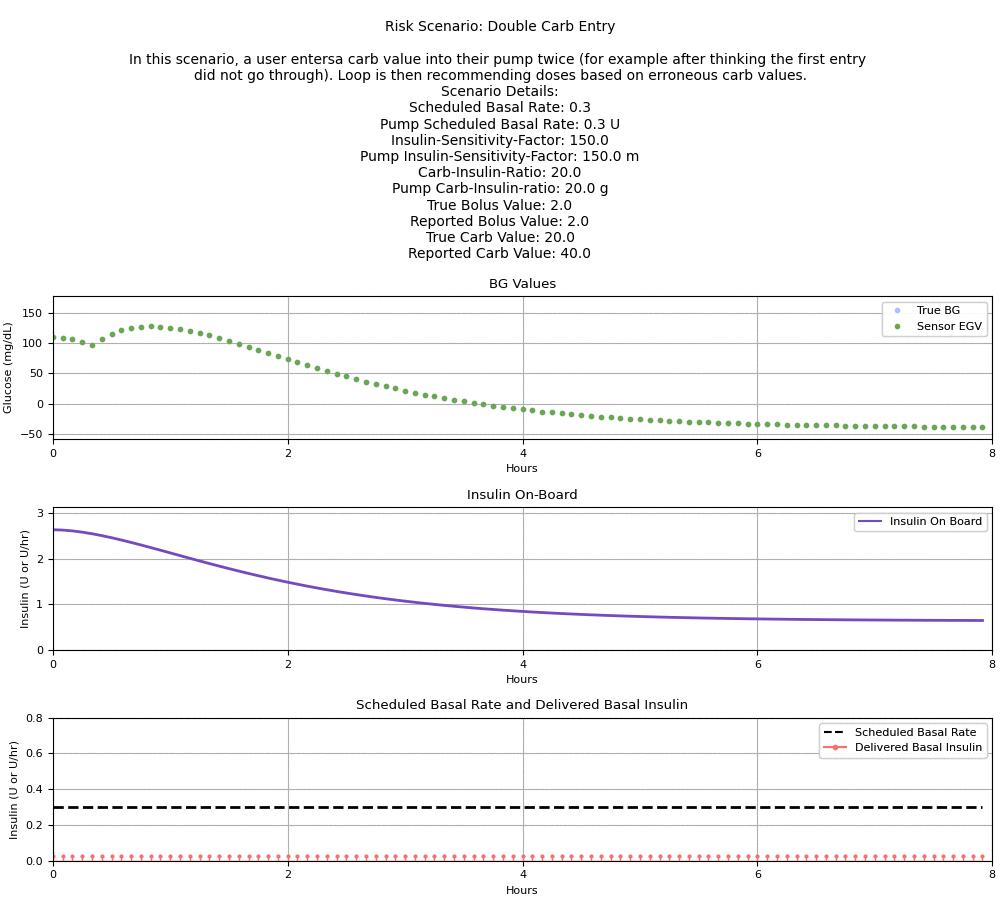 Risk Scenario: Double Carb Entry
In this scenario, a user entersa carb value into their pump twice (for example after thinking the first entry
did not go through). Loop is then recommending doses based on erroneous carb values.
Scenario Details:
Scheduled Basal Rate: 0.3
Pump Scheduled Basal Rate: 0.3 U
Insulin-Sensitivity-Factor: 150.0
Pump Insulin-Sensitivity-Factor: 150.0 m
Carb-Insulin-Ratio: 20.0
Pump Carb-Insulin-ratio: 20.0 g
True Bolus Value: 2.0
Reported Bolus Value: 2.0
True Carb Value: 20.0
Reported Carb Value: 40.0
BG Values
Glucose (mg/dL)
150
100
50
0
−50
True BG
Sensor EGV
0 2 4 6 8
Hours
Insulin On-Board
Insulin (U or U/hr)
3
2
1
0
Insulin On Board
0 2 4 6 8
Hours
Scheduled Basal Rate and Delivered Basal Insulin
Insulin (U or U/hr)
0.8
0.6
0.4
0.2
0.0
Scheduled Basal Rate
Delivered Basal Insulin
0 2 4 6 8
Hours